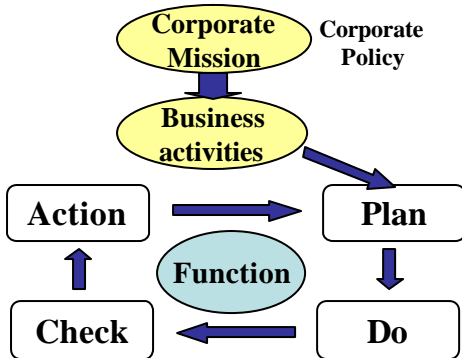 Corporate
Mission
Corporate
Policy
Business
activities
Action
Plan
Function
Check
Do